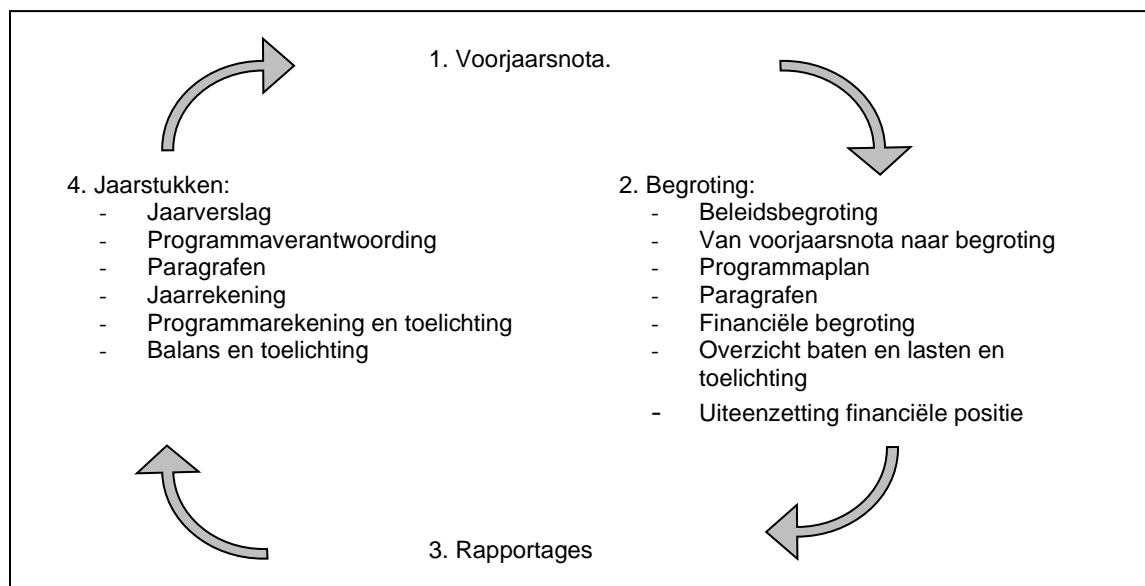 1. Voorjaarsnota.
2. Begroting:
- Beleidsbegroting
- Van voorjaarsnota naar begroting
- Programmaplan
- Paragrafen
- Financiële begroting
- Overzicht baten en lasten en
toelichting
- Uiteenzetting financiële positie
3. Rapportages
4. Jaarstukken:
- Jaarverslag
- Programmaverantwoording
- Paragrafen
- Jaarrekening
- Programmarekening en toelichting
- Balans en toelichting